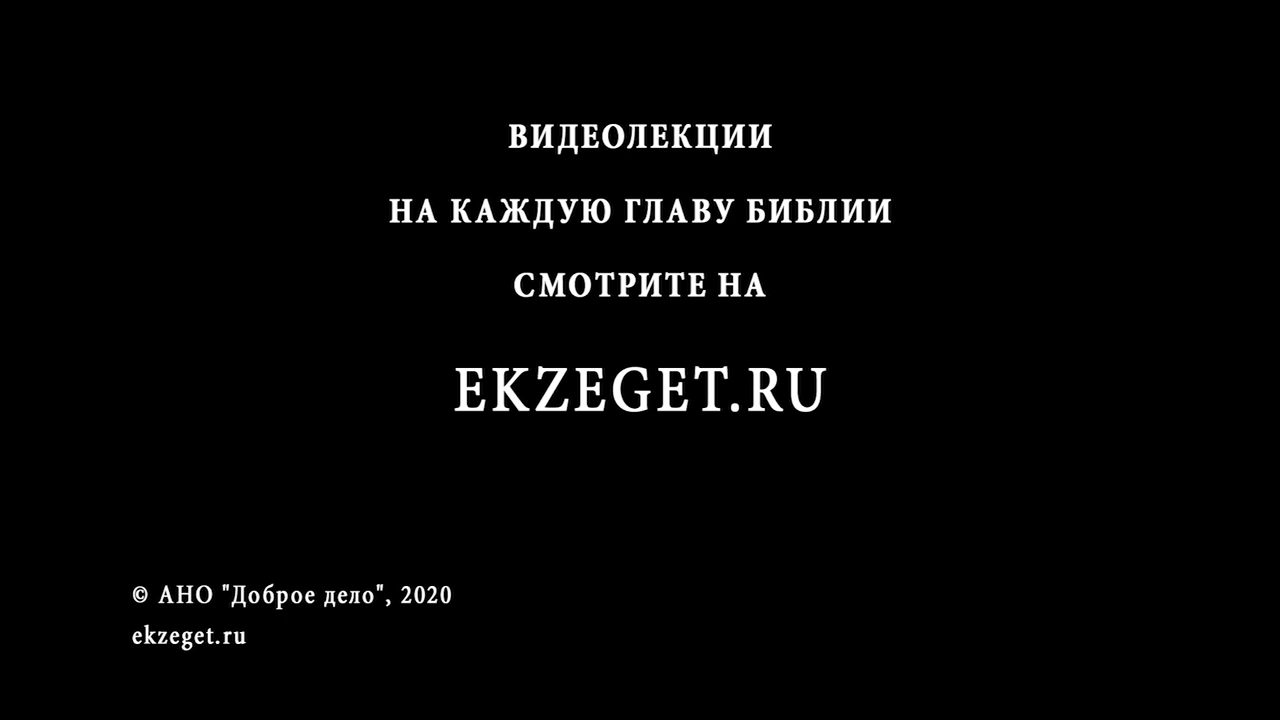 ВИДЕОЛЕКЦИИ
НА КАЖДУЮ ГЛАВУ БИБЛИИ
СМОТРИТЕ НА
EKZEGET.RU
© АНО "Доброе дело", 2020
ekzeget.ru